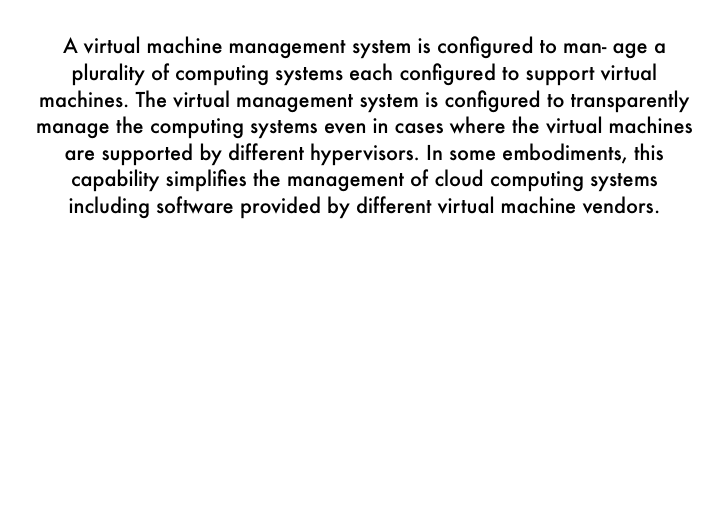 A virtual machine management system is configured to man- age a
plurality of computing systems each configured to support virtual
machines. The virtual management system is configured to transparently
manage the computing systems even in cases where the virtual machines
are supported by different hypervisors. In some embodiments, this
capability simplifies the management of cloud computing systems
including software provided by different virtual machine vendors.